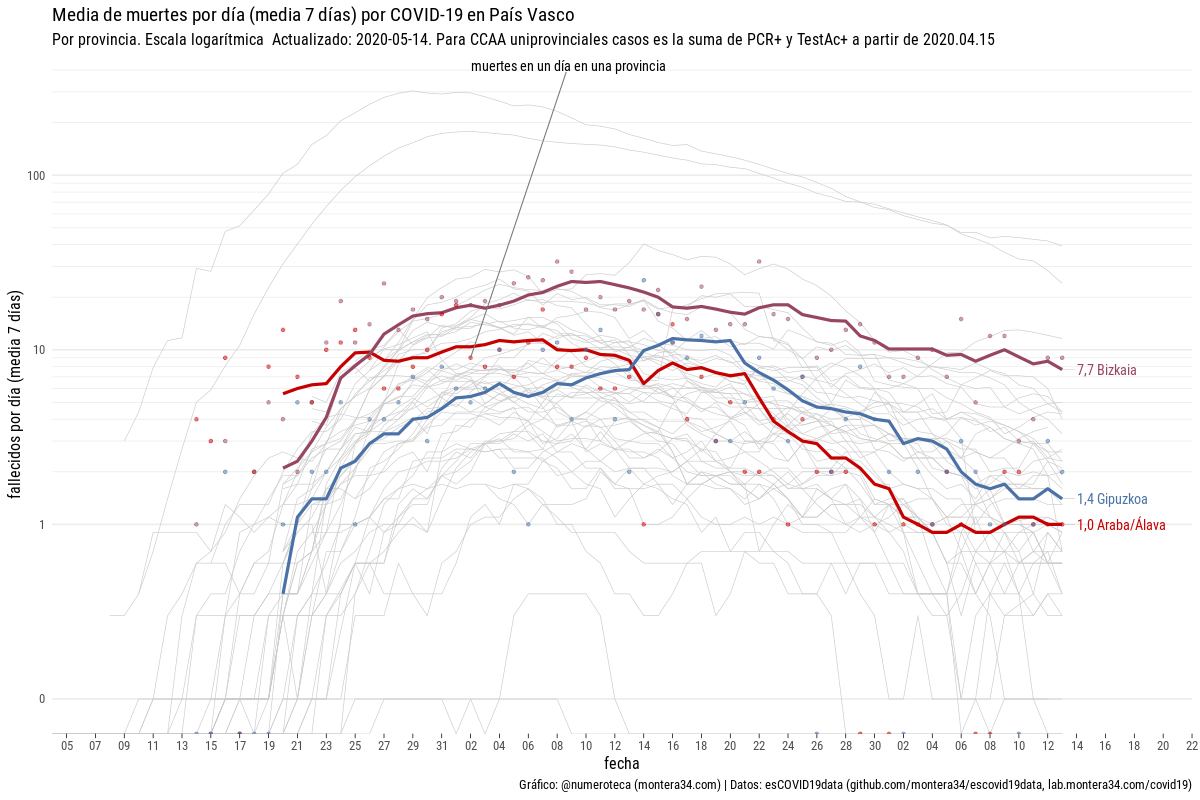 Media de muertes por día (media 7 días) por COVID-19 en País Vasco
Por provincia. Escala logarítmica  Actualizado: 2020-05-14. Para CCAA uniprovinciales casos es la suma de PCR+ y TestAc+ a partir de 2020.04.15
muertes en un día en una provincia
fallecidos por día (media  7 días)
100
10
1
0
7,7 Bizkaia
1,4 Gipuzkoa
1,0 Araba/Álava
05 07 09 11 13 15 17 19 21 23 25 27 29 31 02 04 06 08 10 12 14 16 18 20 22 24 26 28 30 02 04 06 08 10 12 14 16 18 20 22
fecha
Gráfico: @numeroteca (montera34.com) | Datos: esCOVID19data (github.com/montera34/escovid19data, lab.montera34.com/covid19)